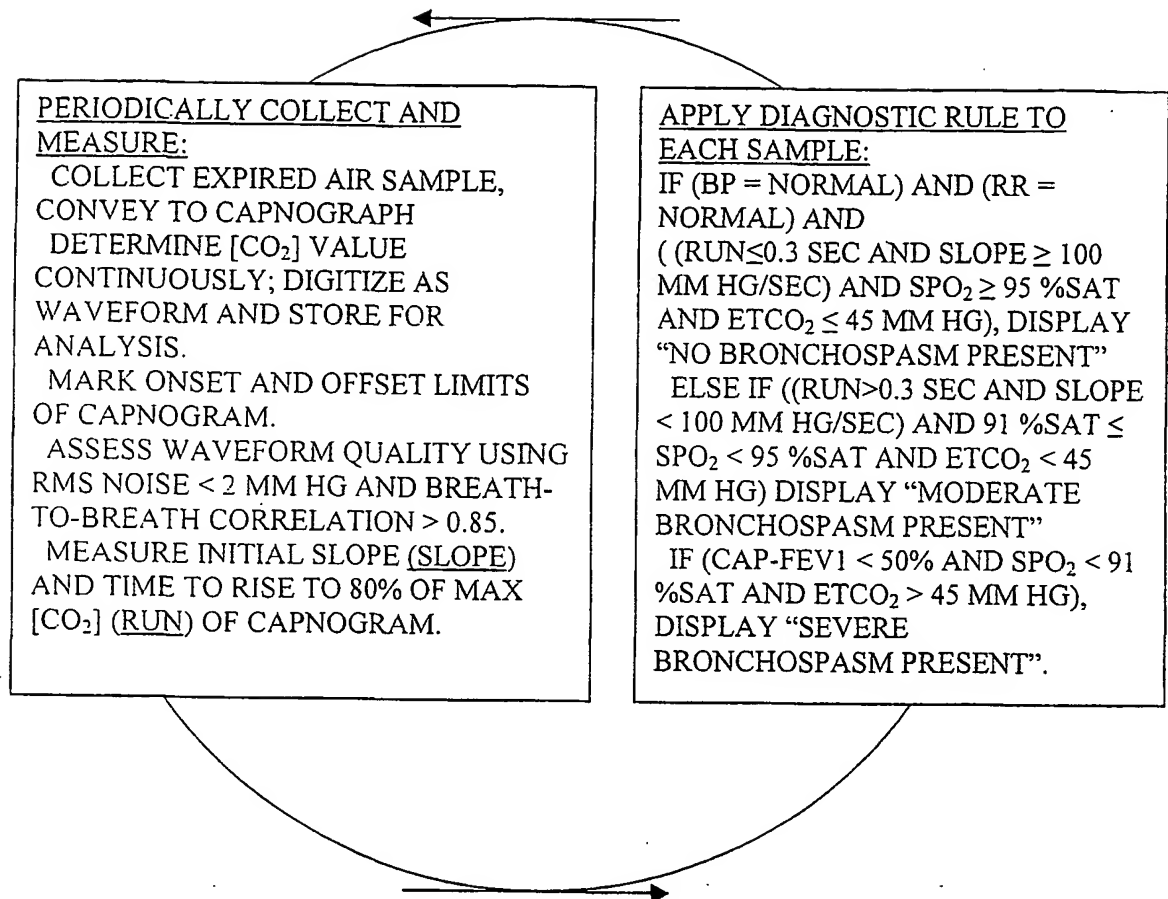 PERIODICALLY COLLECT AND
MEASURE:
COLLECT EXPIRED AIR SAMPLE,
CONVEY TO CAPNOGRAPH
DETERMINE [CO₂] VALUE
CONTINUOUSLY; DIGITIZE AS
WAVEFORM AND STORE FOR
ANALYSIS.
MARK ONSET AND OFFSET LIMITS
OF CAPNOGRAM.
ASSESS WAVEFORM QUALITY USING
RMS NOISE < 2 MM HG AND BREATH-
TO-BREATH CORRELATION > 0.85.
MEASURE INITIAL SLOPE (SLOPE)
AND TIME TO RISE TO 80% OF MAX
[CO₂] (RUN) OF CAPNOGRAM.
APPLY DIAGNOSTIC RULE TO
EACH SAMPLE:
IF (BP = NORMAL) AND (RR =
NORMAL) AND
( (RUN≤0.3 SEC AND SLOPE ≥ 100
MM HG/SEC) AND SPO₂ ≥ 95 %SAT
AND ETCO₂ ≤ 45 MM HG), DISPLAY
“NO BRONCHOSPASM PRESENT”
ELSE IF ((RUN>0.3 SEC AND SLOPE
< 100 MM HG/SEC) AND 91 %SAT ≤
SPO₂ < 95 %SAT AND ETCO₂ < 45
MM HG) DISPLAY “MODERATE
BRONCHOSPASM PRESENT”
IF (CAP-FEV1 < 50% AND SPO₂ < 91
%SAT AND ETCO₂ > 45 MM HG),
DISPLAY “SEVERE
BRONCHOSPASM PRESENT”.